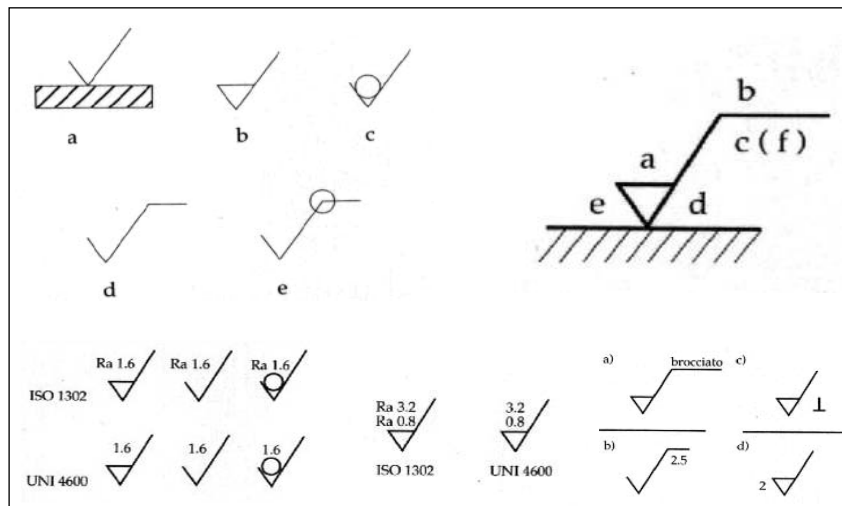 a
b
c
d
e
b
c ( f )
a
e
d
Ra 1.6
Ra 1.6
Ra 1.6
ISO 1302
1.6
1.6
1.6
UNI 4600
Ra 3.2
Ra 0.8
ISO 1302
3.2
0.8
UNI 4600
a)
brocciato
c)
⊥
b)
2.5
d)
2